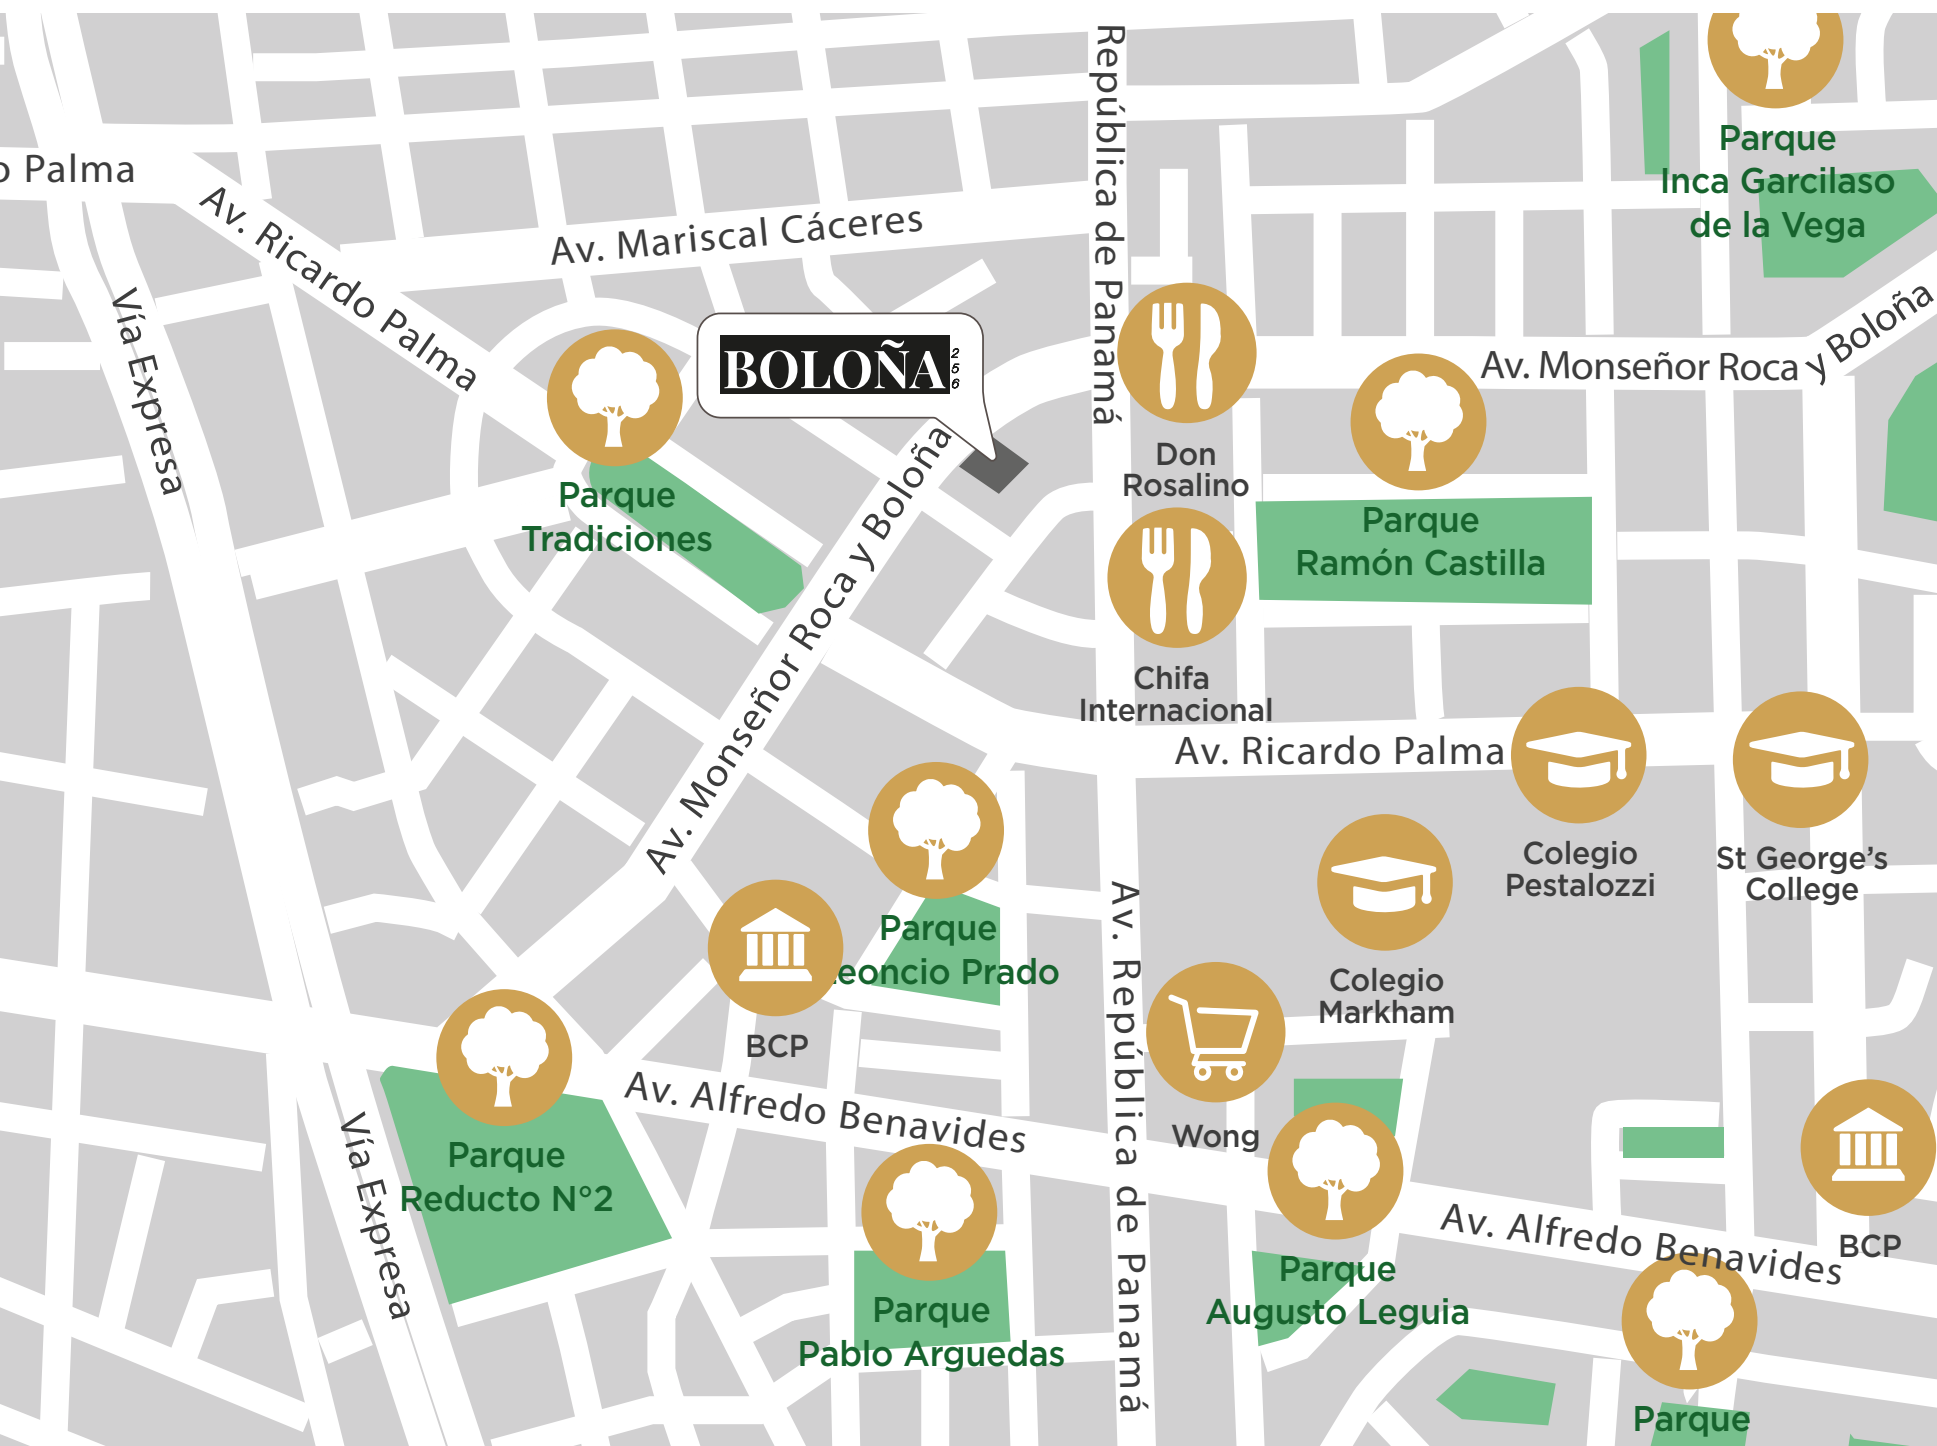 República de Panamá
Parque
Inca Garcilaso
de la Vega
Palma
Av. Ricardo Palma
Av. Mariscal Cáceres
Vía Expresa
BOLOÑA
256
Av. Monseñor Roca y Boloña
Don
Rosalino
Parque
Tradiciones
Av. Monseñor Roca y Boloña
Parque
Ramón Castilla
Chifa
Internacional
Av. Ricardo Palma
Colegio
Pestalozzi
St George’s
College
Av. República de Panamá
Parque
eoncio Prado
Colegio
Markham
BCP
Av. Alfredo Benavides
Wong
Vía Expresa
Parque
Reducto N°2
Av. Alfredo Benavides
BCP
Parque
Augusto Leguia
Parque
Pablo Arguedas
Parque